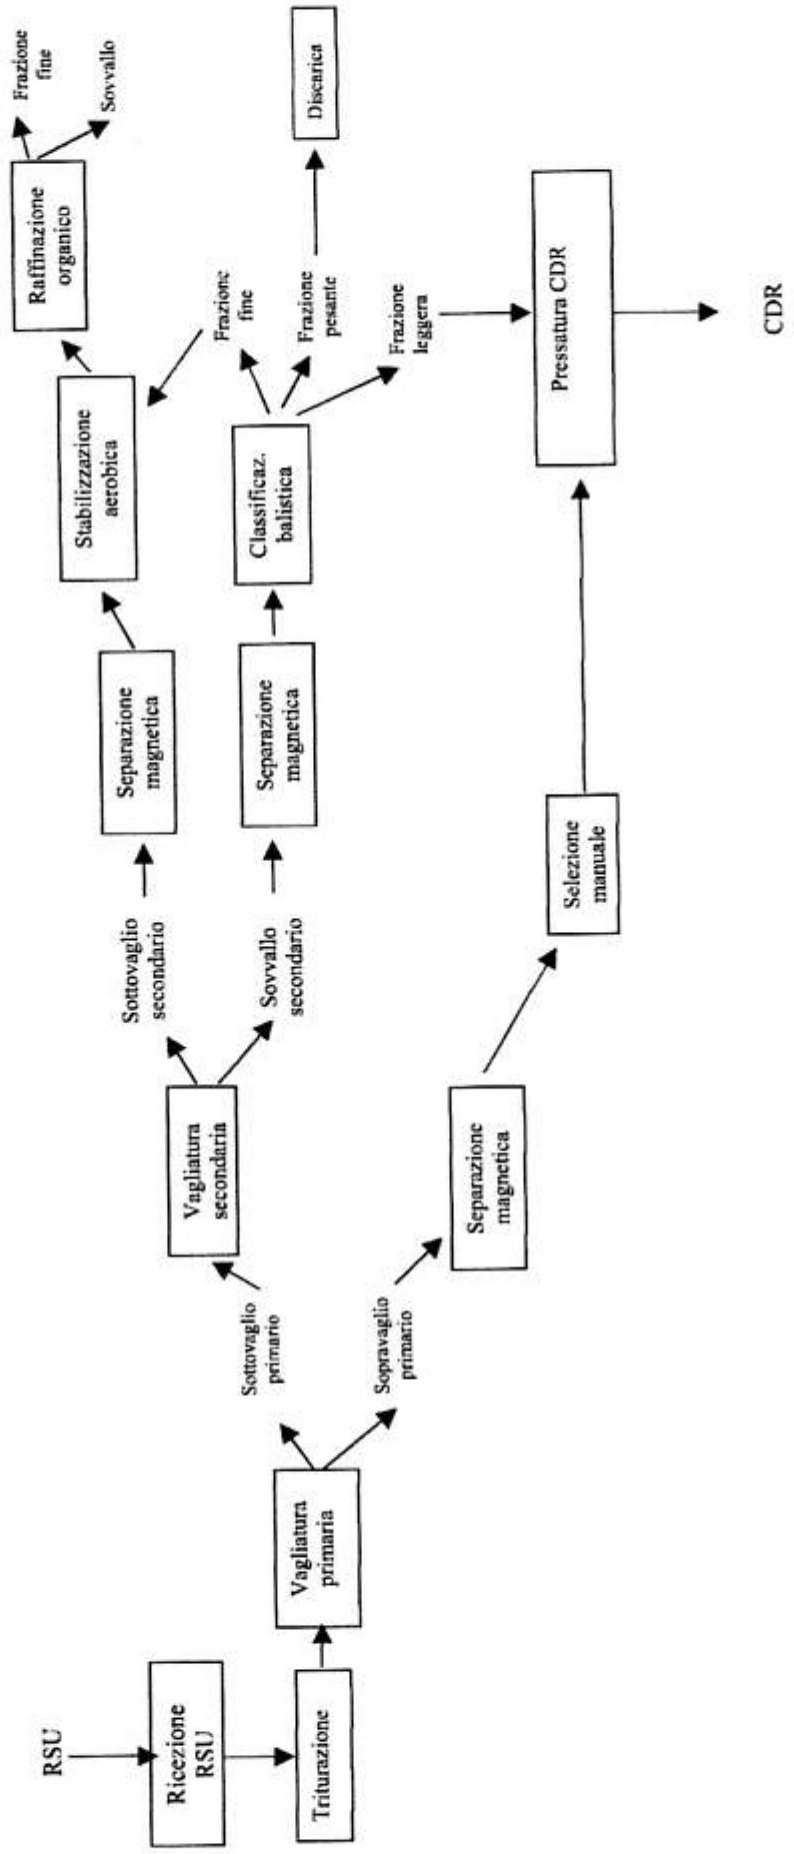 RSU
Ricezione
RSU
Triturazione
Vagliatura
primaria
Sottovaglio
primario
Sopravaglio
primario
Vagliatura
secondaria
Separazione
magnetica
Sottovaglio
secondario
Sovvallo
secondario
Selezione
manuale
Separazione
magnetica
Separazione
magnetica
Stabilizzazione
aerobica
Classificaz.
balistica
Pressatura CDR
Raffinazione
organico
Frazione
fine
Frazione
pesante
Frazione
leggera
Frazione
fine
Sovvallo
Discarica
CDR